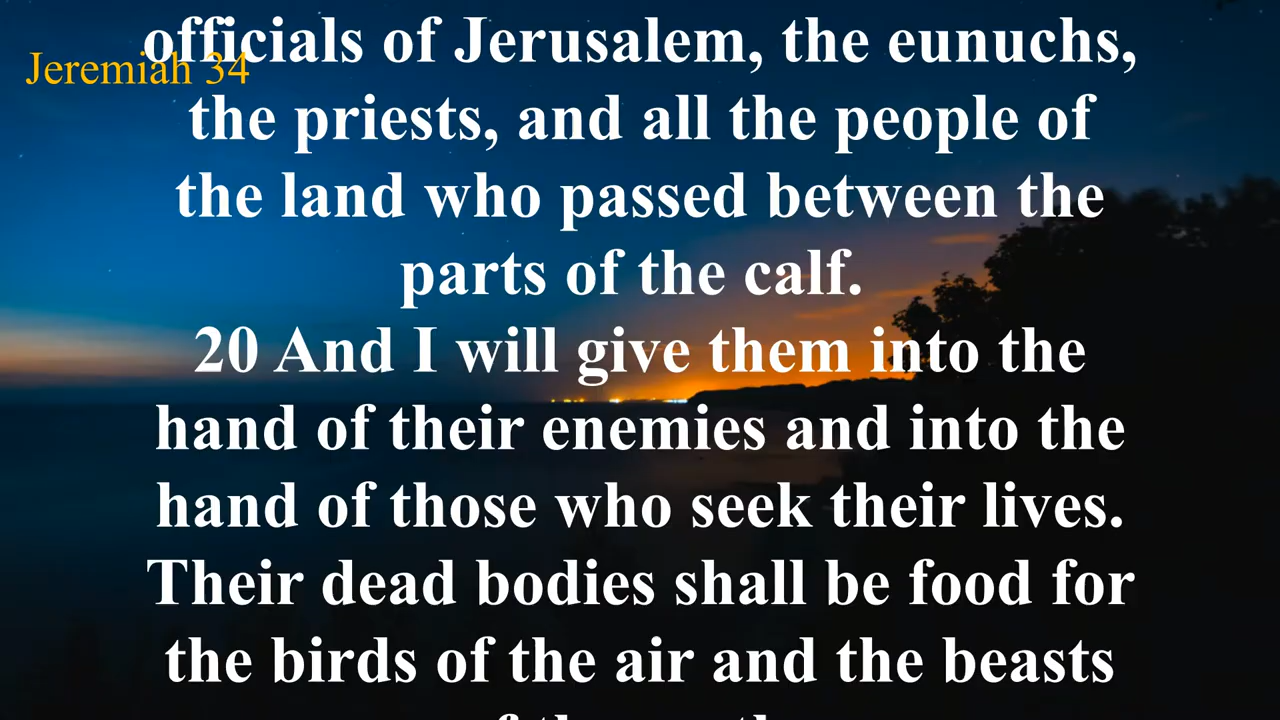 officials of Jerusalem, the eunuchs,
Jeremiah 34
the priests, and all the people of
the land who passed between the
parts of the calf.
20 And I will give them into the
hand of their enemies and into the
hand of those who seek their lives.
Their dead bodies shall be food for
the birds of the air and the beasts